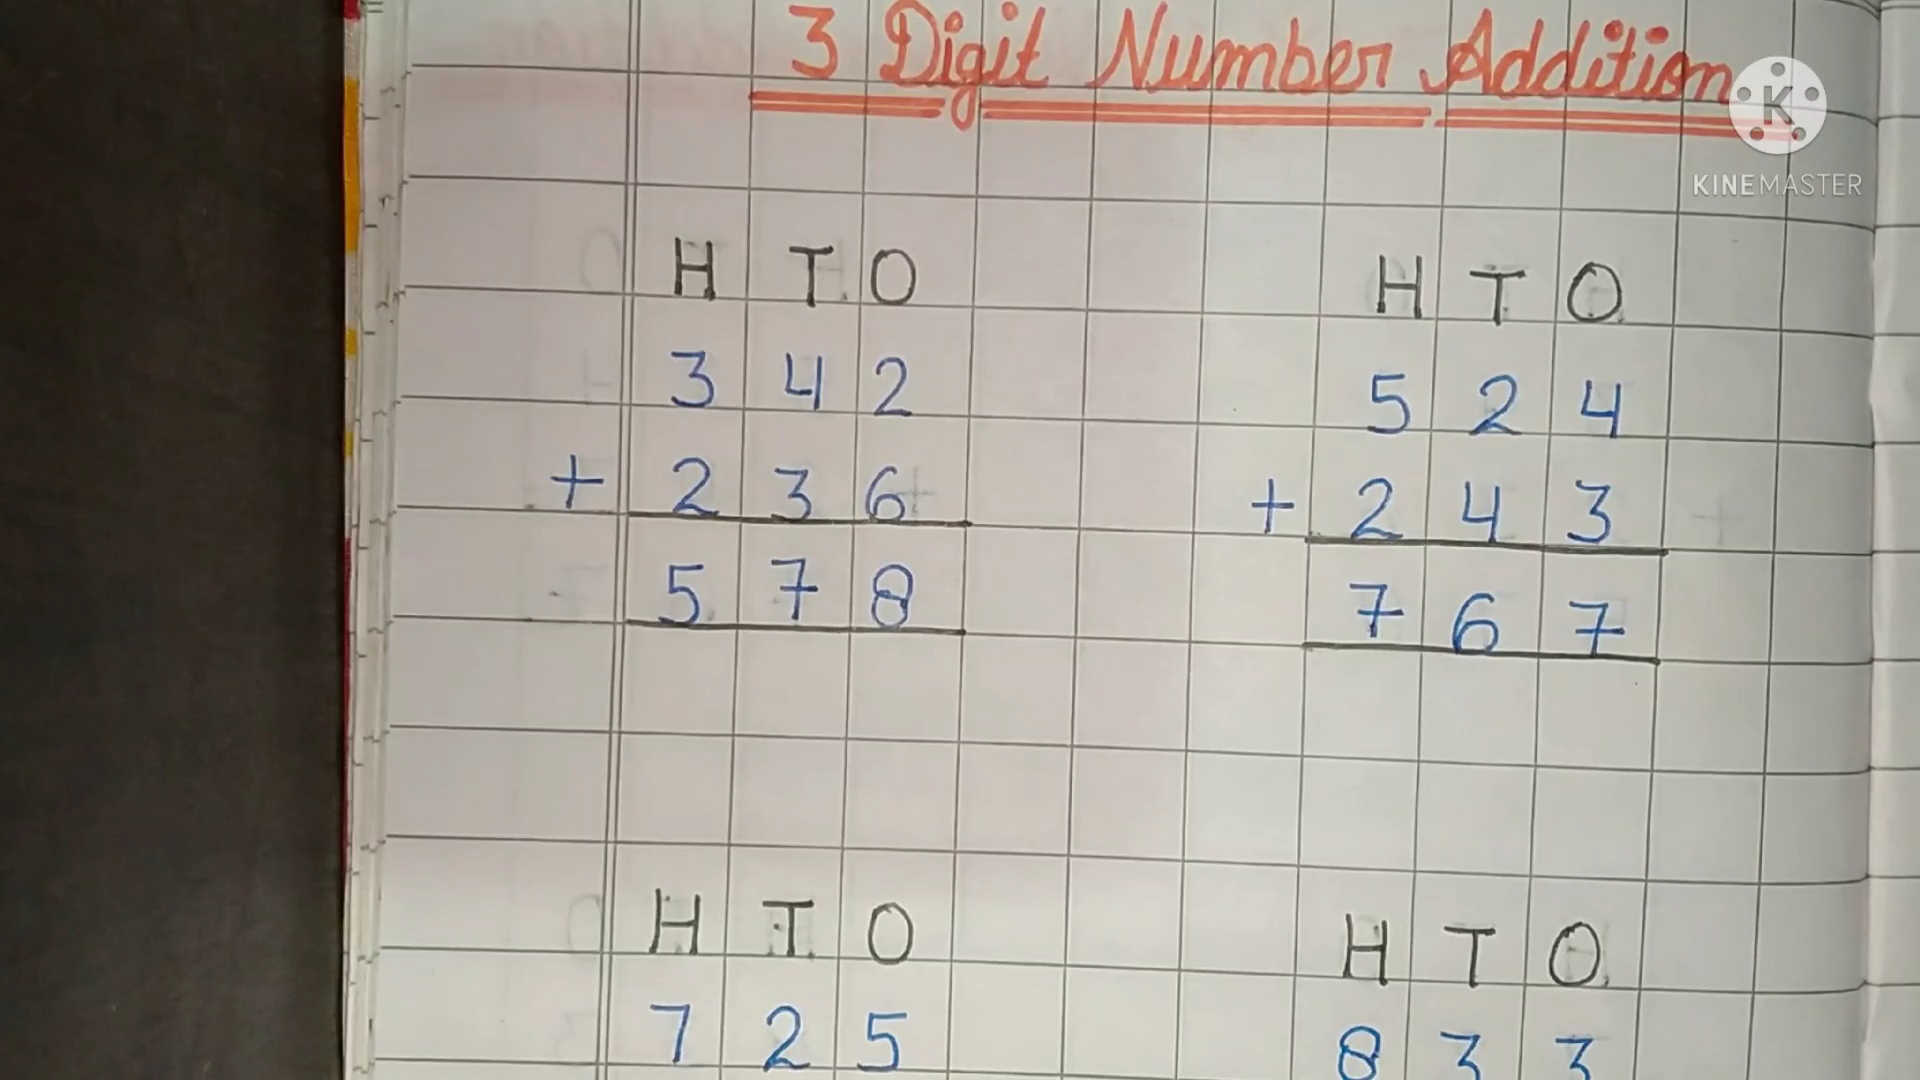 3 Digit Number Addition
K
KINEMASTER
H T O H T O
3 4 2 5 2 4
+ 2 3 6 + 2 4 3
5 7 8 7 6 7
H T O H T O
7 2 5 8 3 3